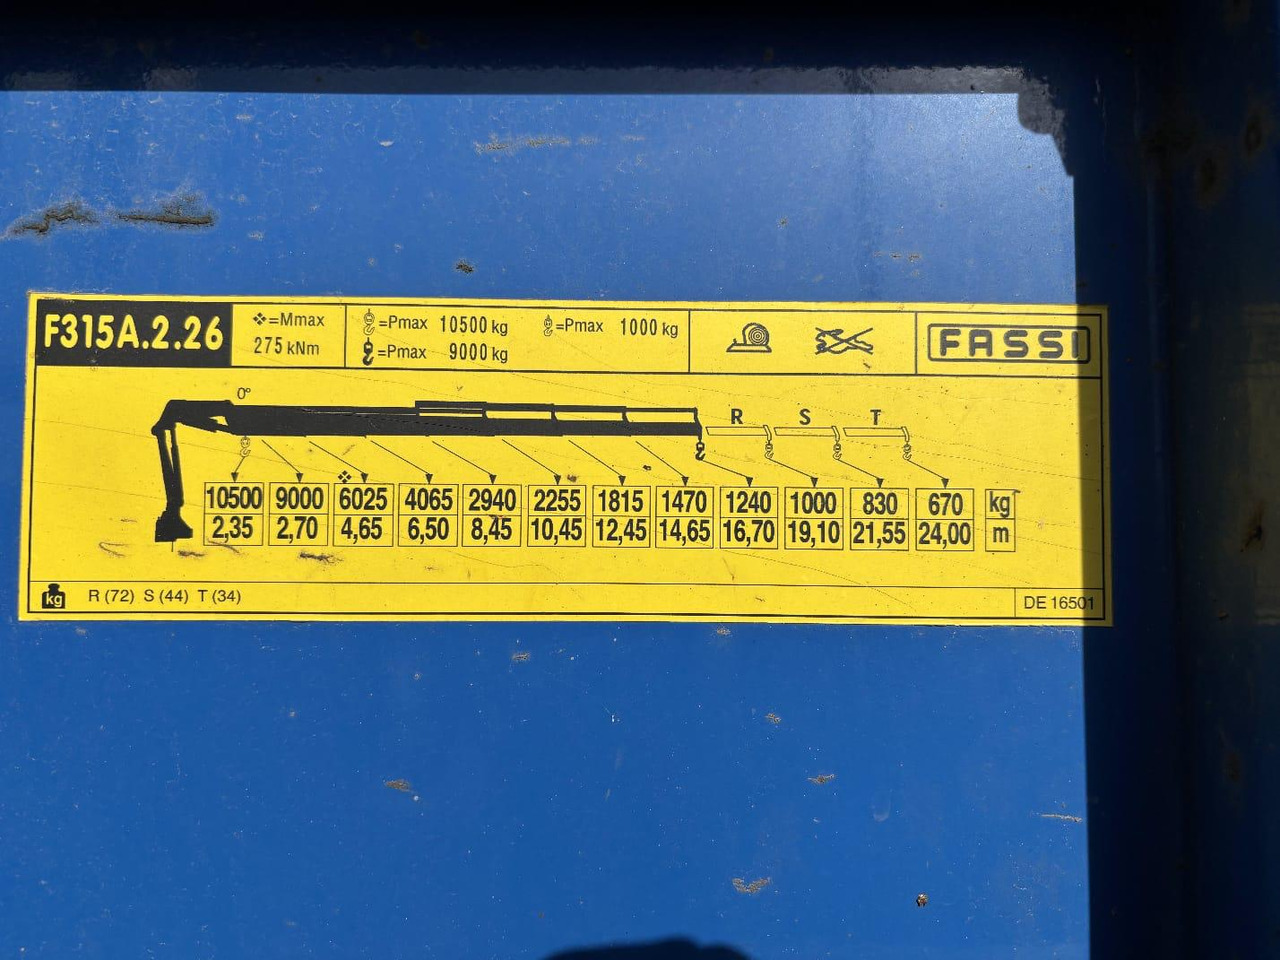 F315A.2.26
❖=Mmax
275 kNm
=Pmax 10500 kg
=Pmax 9000 kg
=Pmax 1000 kg
FASSI
0°
R S T
❖
10500 9000 6025 4065 2940 2255 1815 1470 1240 1000 830 670 kg
2,35 2,70 4,65 6,50 8,45 10,45 12,45 14,65 16,70 19,10 21,55 24,00 m
kg R (72) S (44) T (34)
DE 16501